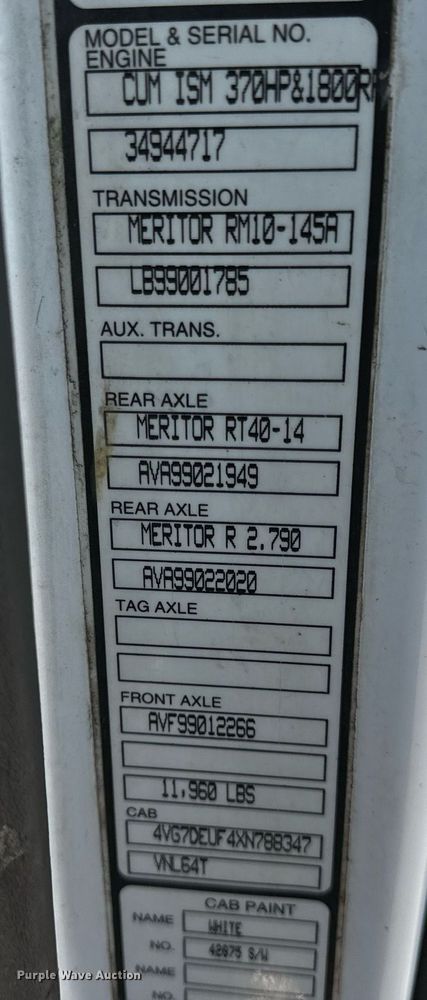 MODEL & SERIAL NO.
ENGINE
CUM ISM 370HP&1800RP
34944717
TRANSMISSION
MERITOR RM10-145A
LB99001785
AUX. TRANS.
REAR AXLE
MERITOR RT40-14
AVA99021949
REAR AXLE
MERITOR R 2.790
AVA99022020
TAG AXLE
FRONT AXLE
AVF99012266
11,960 LBS
CAB
4VG7DEUF4XN788347
VNL64T
CAB PAINT
NAME WHITE
NO. 42875 S/W
NAME
NO.
Purple Wave Auction